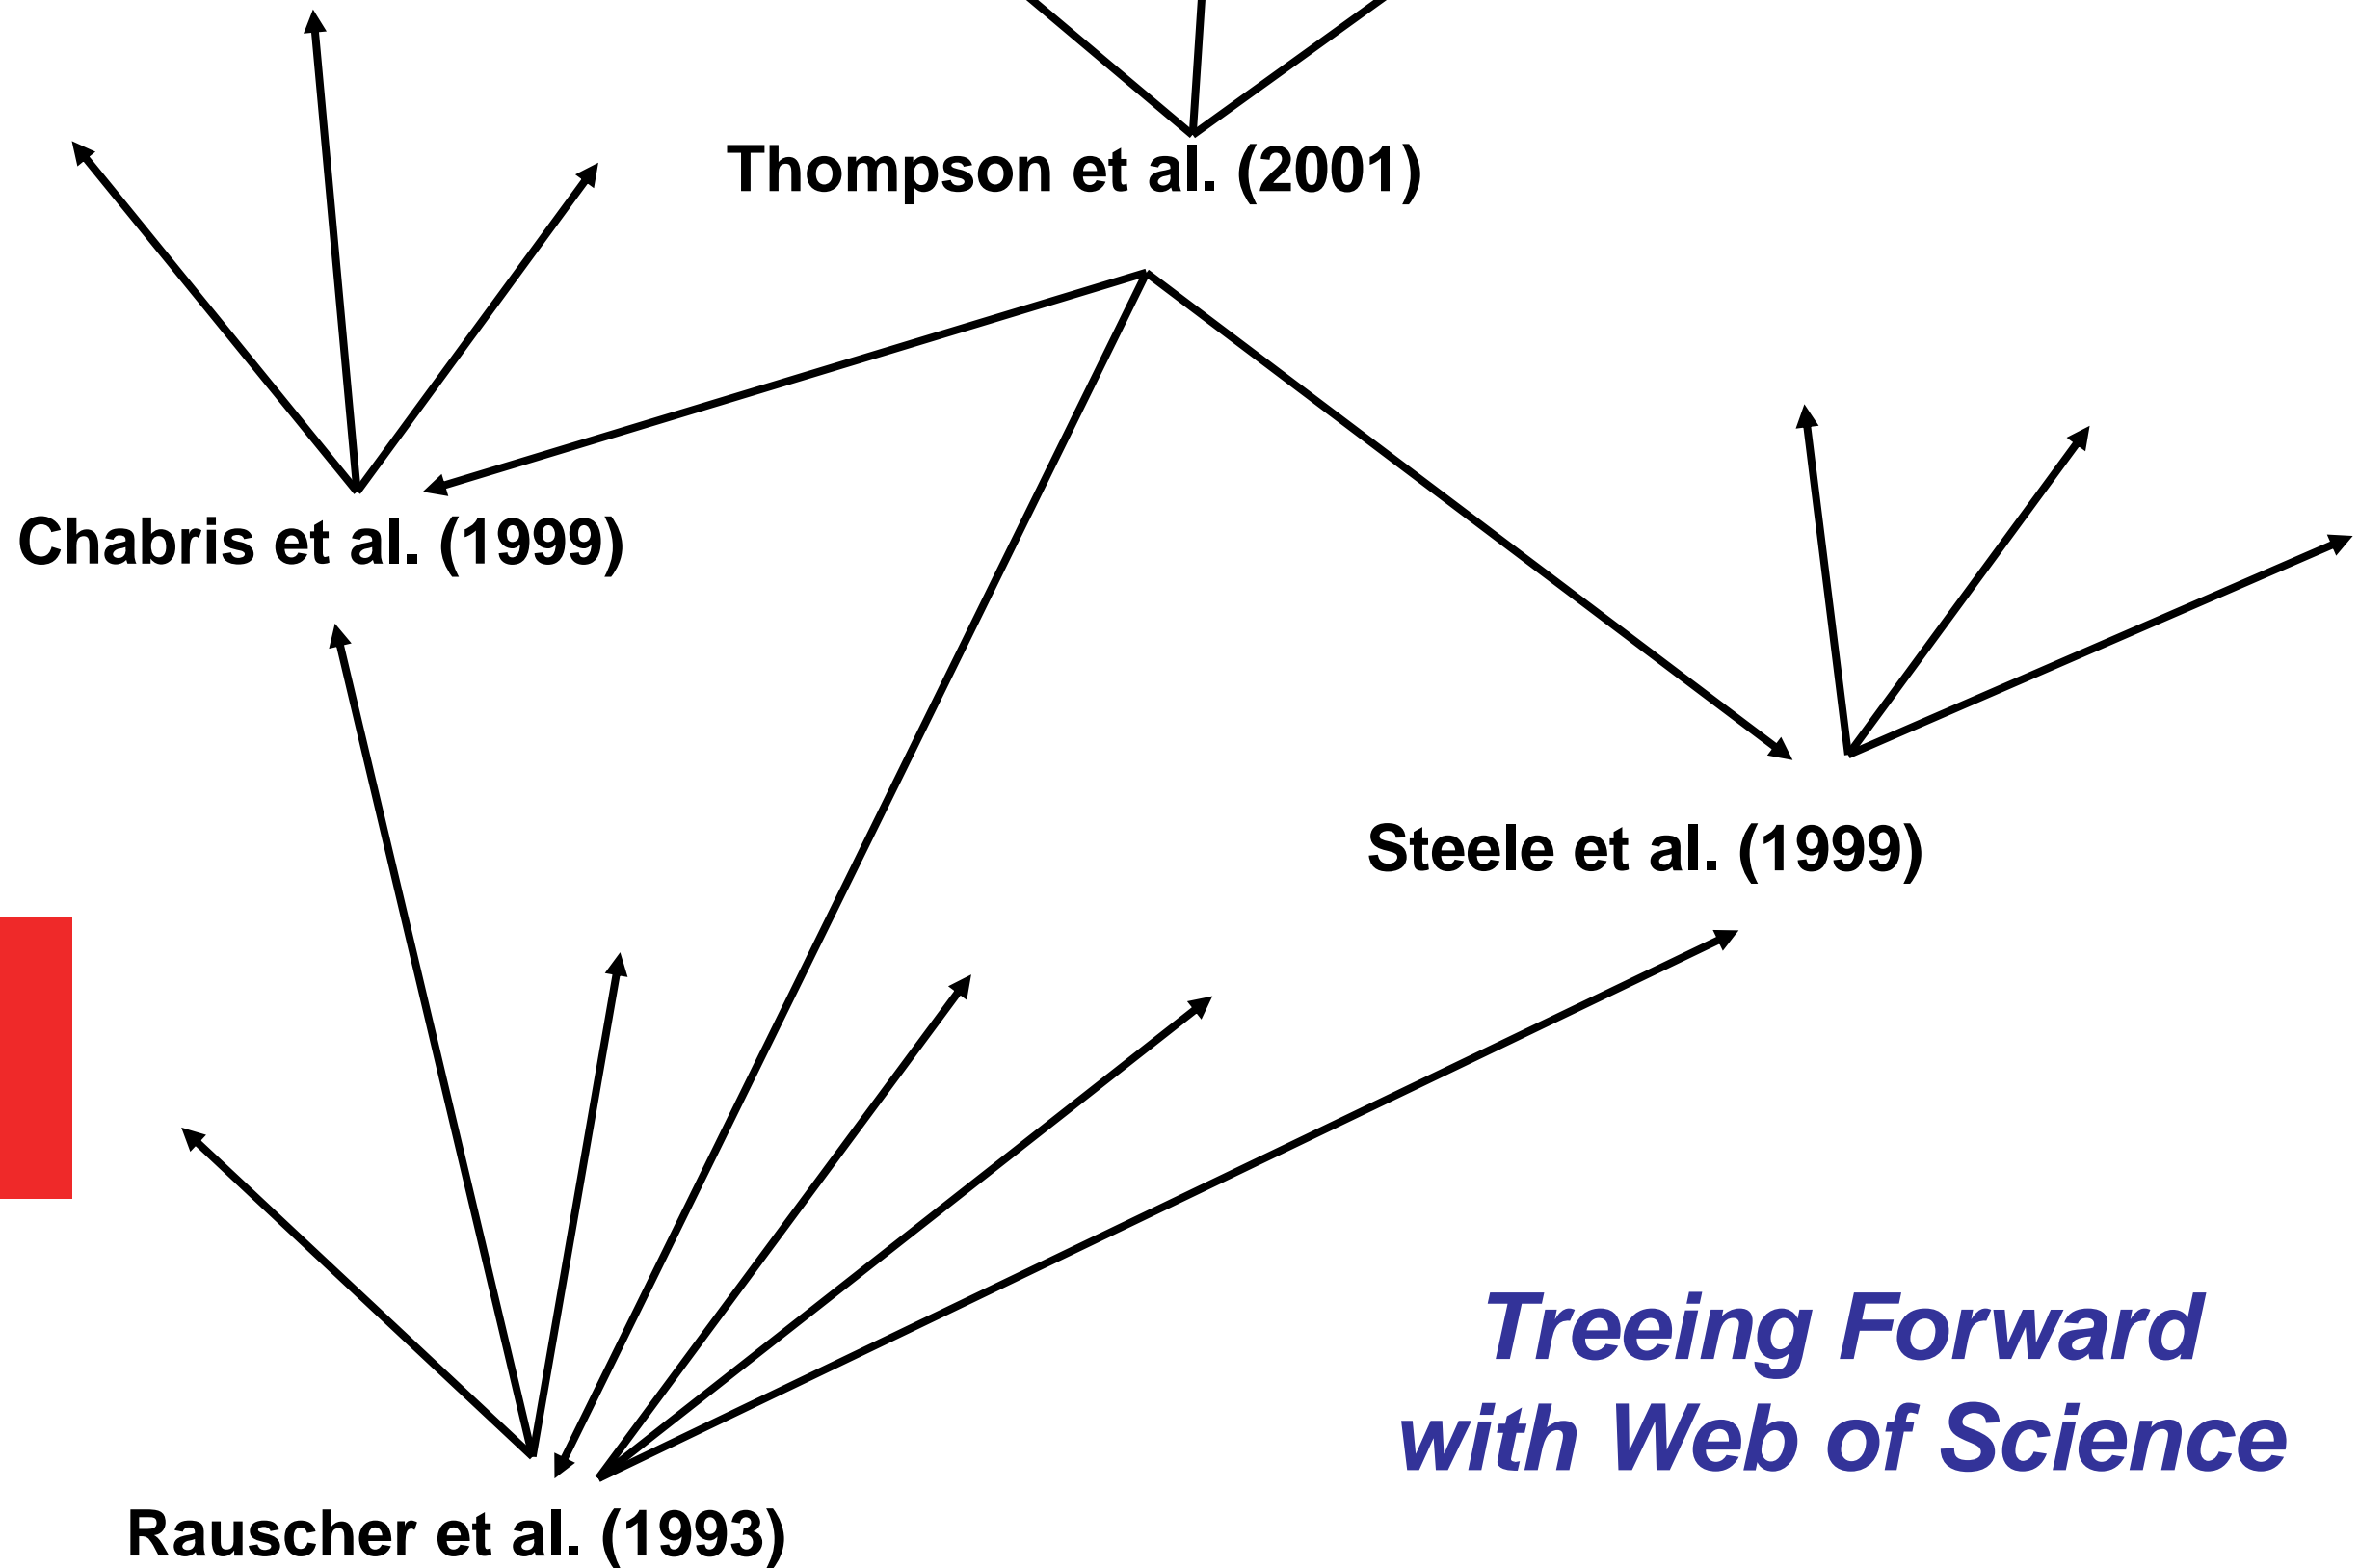 Thompson et al. (2001)
Chabris et al. (1999)
Steele et al. (1999)
Treeing Forward
with Web of Science
Rauscher et al. (1993)